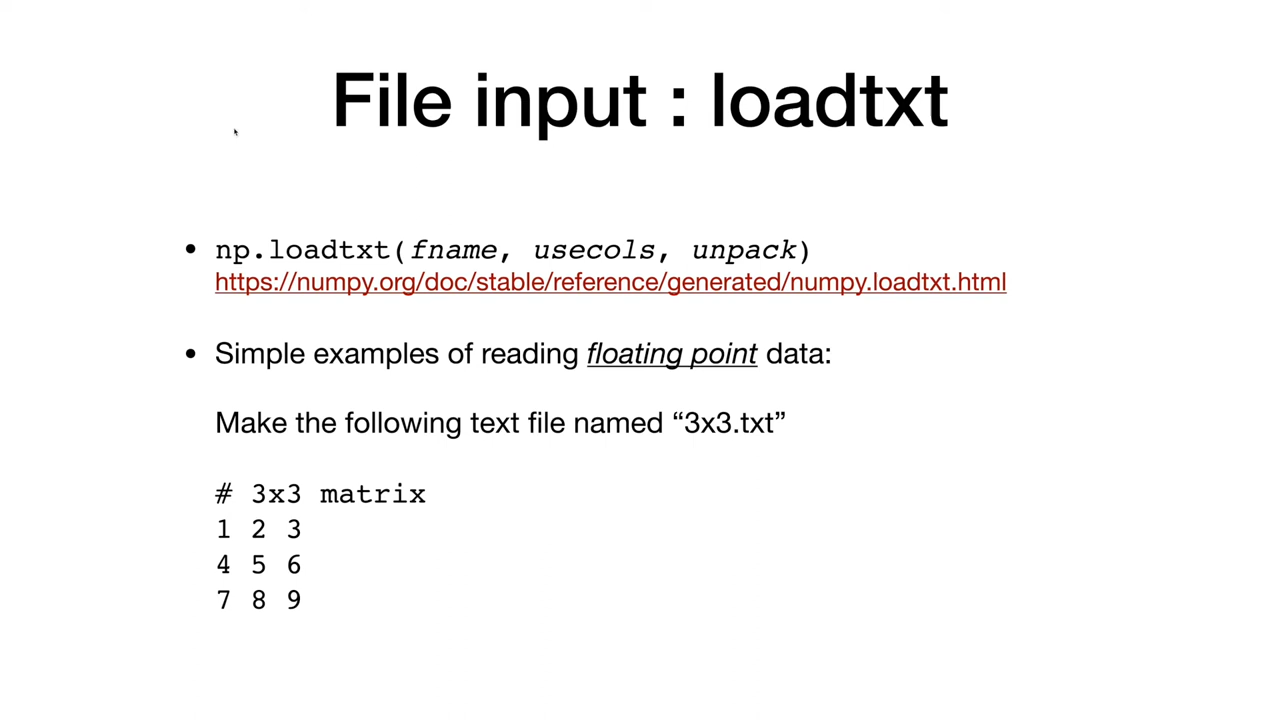 File input : loadtxt
• np.loadtxt(fname, usecols, unpack)
https://numpy.org/doc/stable/reference/generated/numpy.loadtxt.html
• Simple examples of reading floating point data:
Make the following text file named “3x3.txt”
# 3x3 matrix
1 2 3
4 5 6
7 8 9